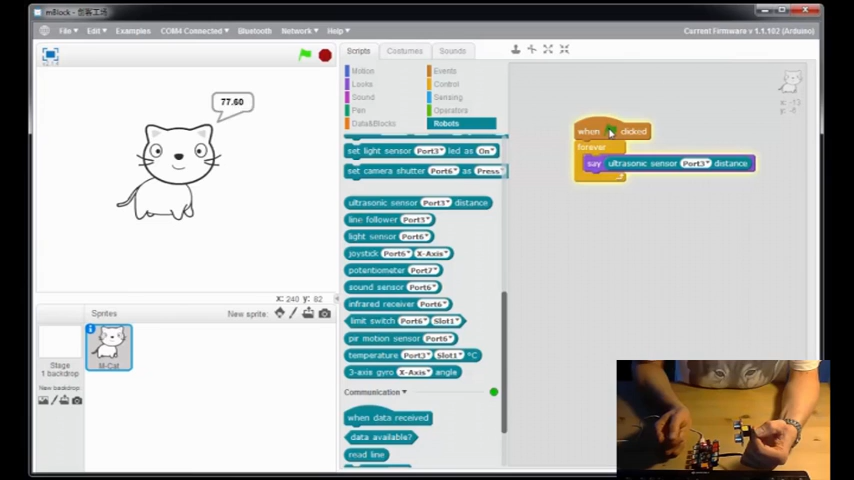 mBlock - 创客工场
File Edit Examples COM4 Connected Bluetooth Network Help Current Firmware v 1.1.102 (Arduino)
77.60
X: 240 y: 82
Sprites New sprite:
Stage
1 backdrop
New backdrop
M-Cat
Scripts Costumes Sounds
Motion Events
Looks Control
Sound Sensing
Pen Operators
Data&Blocks Robots
set light sensor Port3 led as On
set camera shutter Port6 as Press
ultrasonic sensor Port3 distance
line follower Port3
light sensor Port6
joystick Port6 X-Axis
potentiometer Port7
sound sensor Port6
infrared receiver Port6
limit switch Port6 Slot1
pir motion sensor Port6
temperature Port3 Slot1 °C
3-axis gyro X-Axis angle
Communication
when data received
data available?
read line
when clicked
forever
say ultrasonic sensor Port3 distance